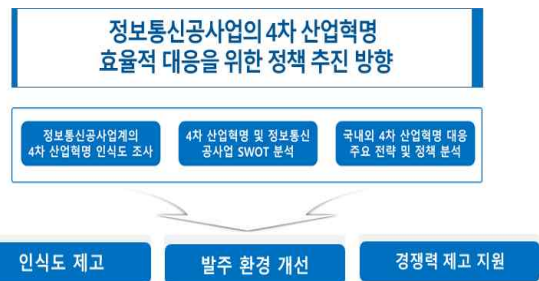 정보통신공사업의 4차 산업혁명
효율적 대응을 위한 정책 추진 방향
정보통신공사업계의
4차 산업혁명 인식도 조사
4차 산업혁명 및 정보통신
공사업 SWOT 분석
국내외 4차 산업혁명 대응
주요 전략 및 정책 분석
인식도 제고
발주 환경 개선
경쟁력 제고 지원